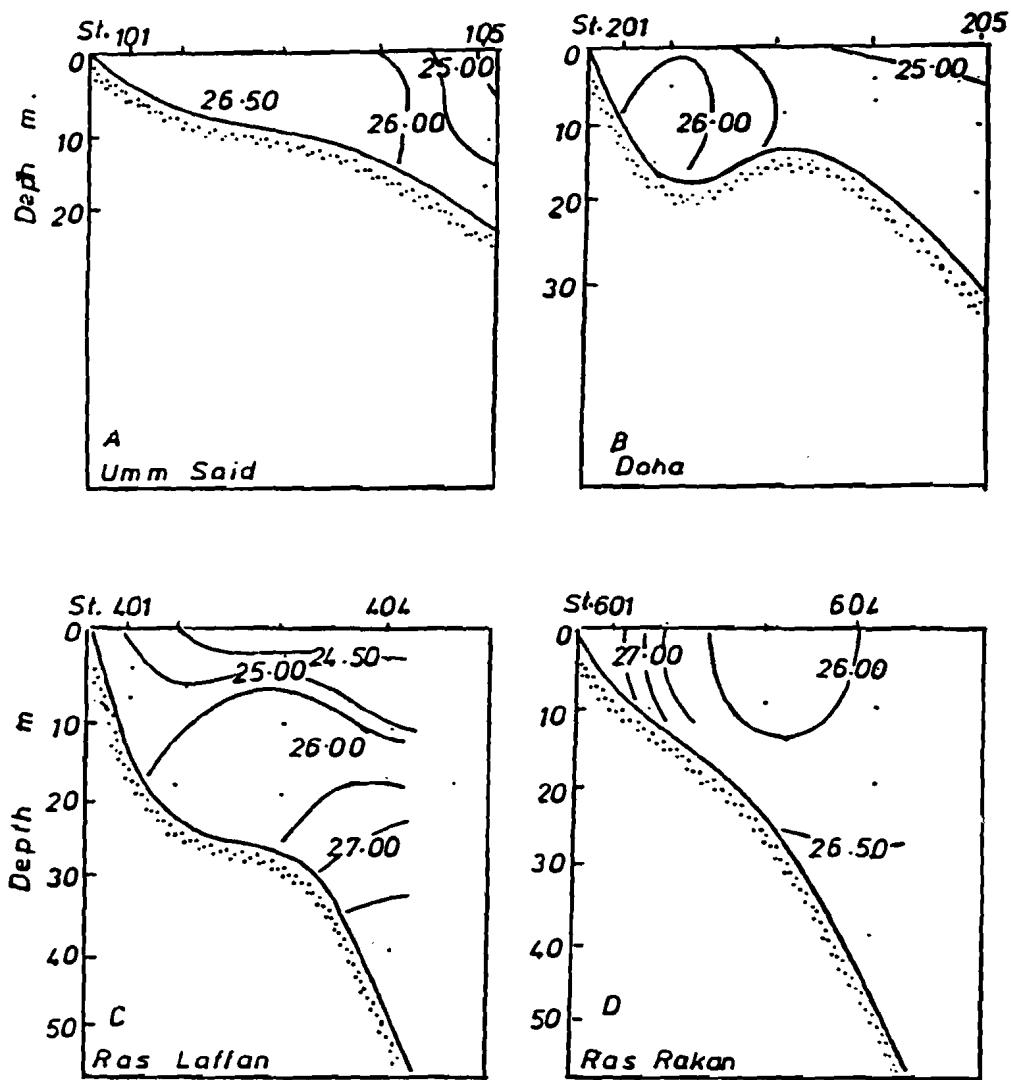 St. 101 105
0
10
20
Depth m.
26·50
26·00
25·00
A
Umm Said
St. 201 205
0
10
20
30
26·00
25·00
B
Doha
St. 401 404
0
10
20
30
40
50
Depth m
24·50
25·00
26·00
27·00
C
Ras Laffan
St. 601 604
0
10
20
30
40
50
27·00
26·00
26·50
D
Ras Rakan